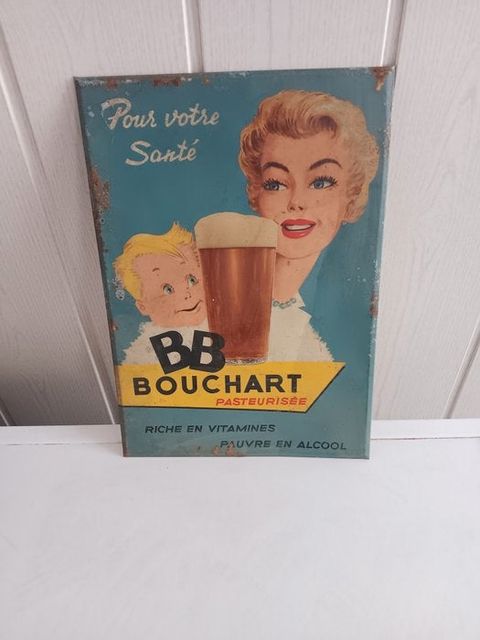 Pour votre
Santé
BB
BOUCHART
PASTEURISÉE
RICHE EN VITAMINES
PAUVRE EN ALCOOL